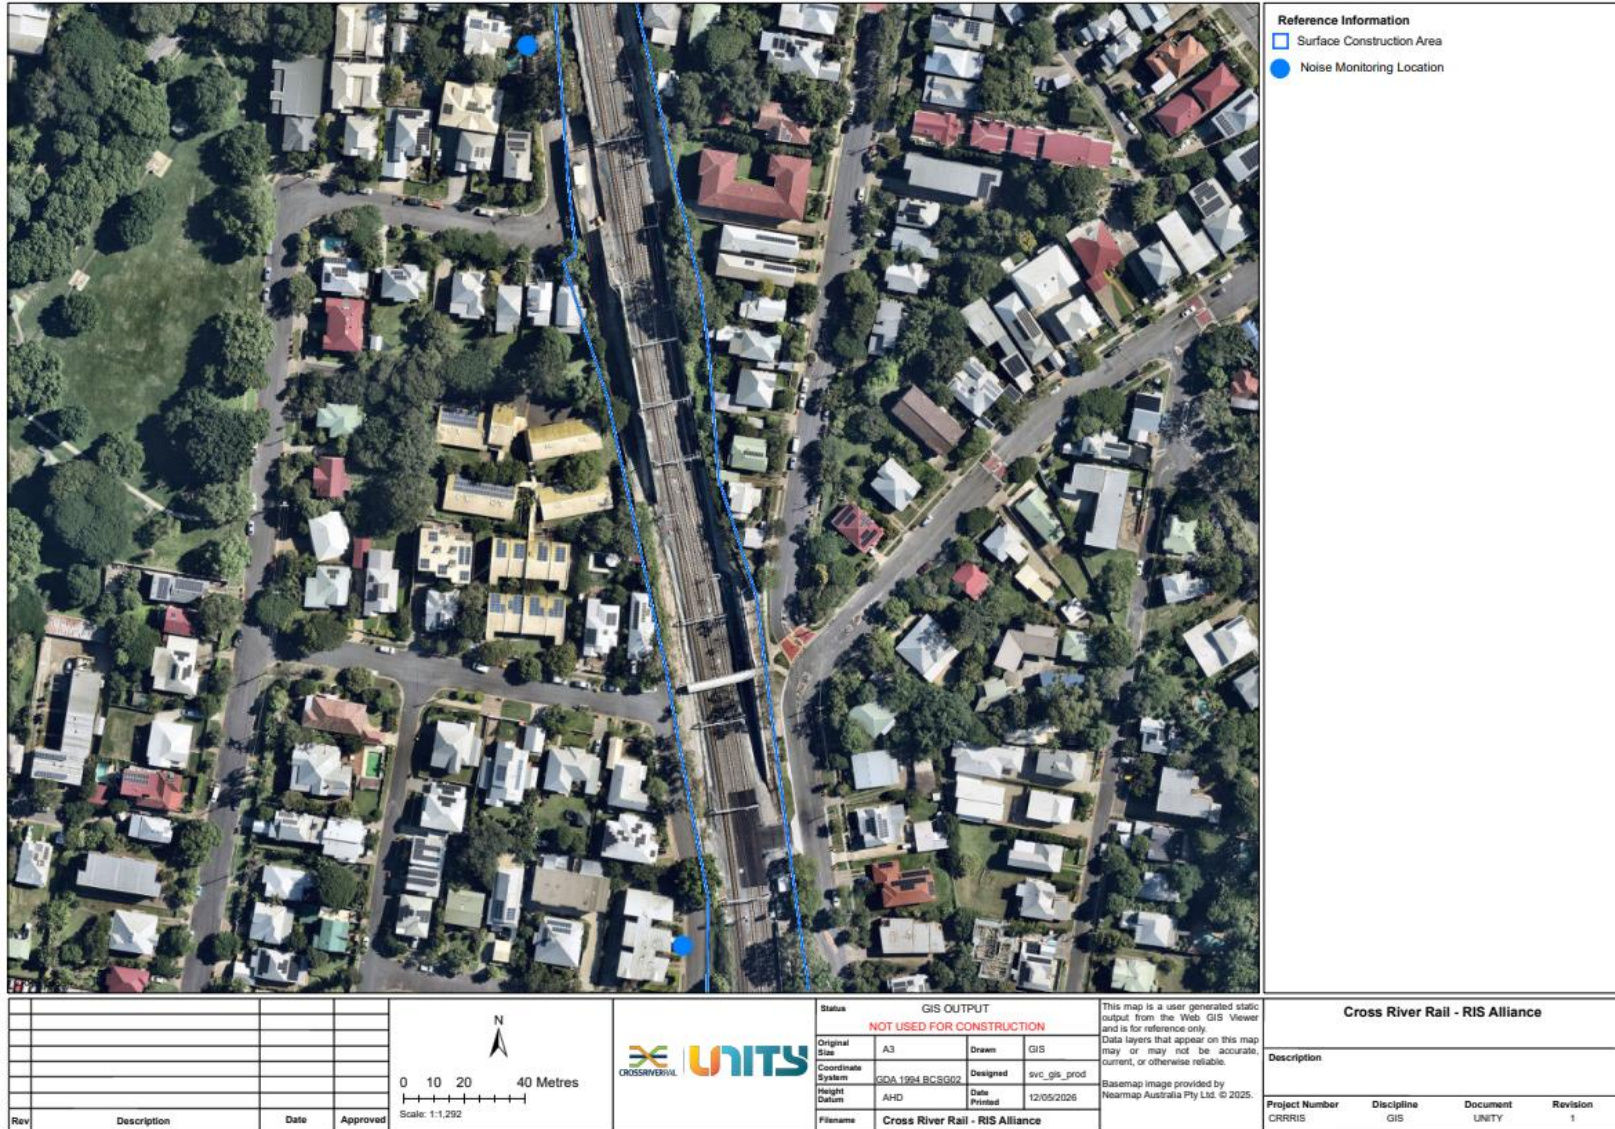 Reference Information
Surface Construction Area
Noise Monitoring Location
Rev
Description
Date
Approved
N
0 10 20 40 Metres
Scale: 1:1,292
CROSSRIVERRAIL
UNITY
Status
GIS OUTPUT
NOT USED FOR CONSTRUCTION
Original Size
A3
Drawn
GIS
Coordinate System
GDA 1994 BCSG02
Designed
svc_gis_prod
Height Datum
AHD
Date Printed
12/05/2026
Filename
Cross River Rail - RIS Alliance
This map is a user generated static
output from the Web GIS Viewer
and is for reference only.
Data layers that appear on this map
may or may not be accurate,
current, or otherwise reliable.
Basemap image provided by
Nearmap Australia Pty Ltd. © 2025.
Cross River Rail - RIS Alliance
Description
Project Number
Discipline
Document
Revision
CRRRIS
GIS
UNITY
1